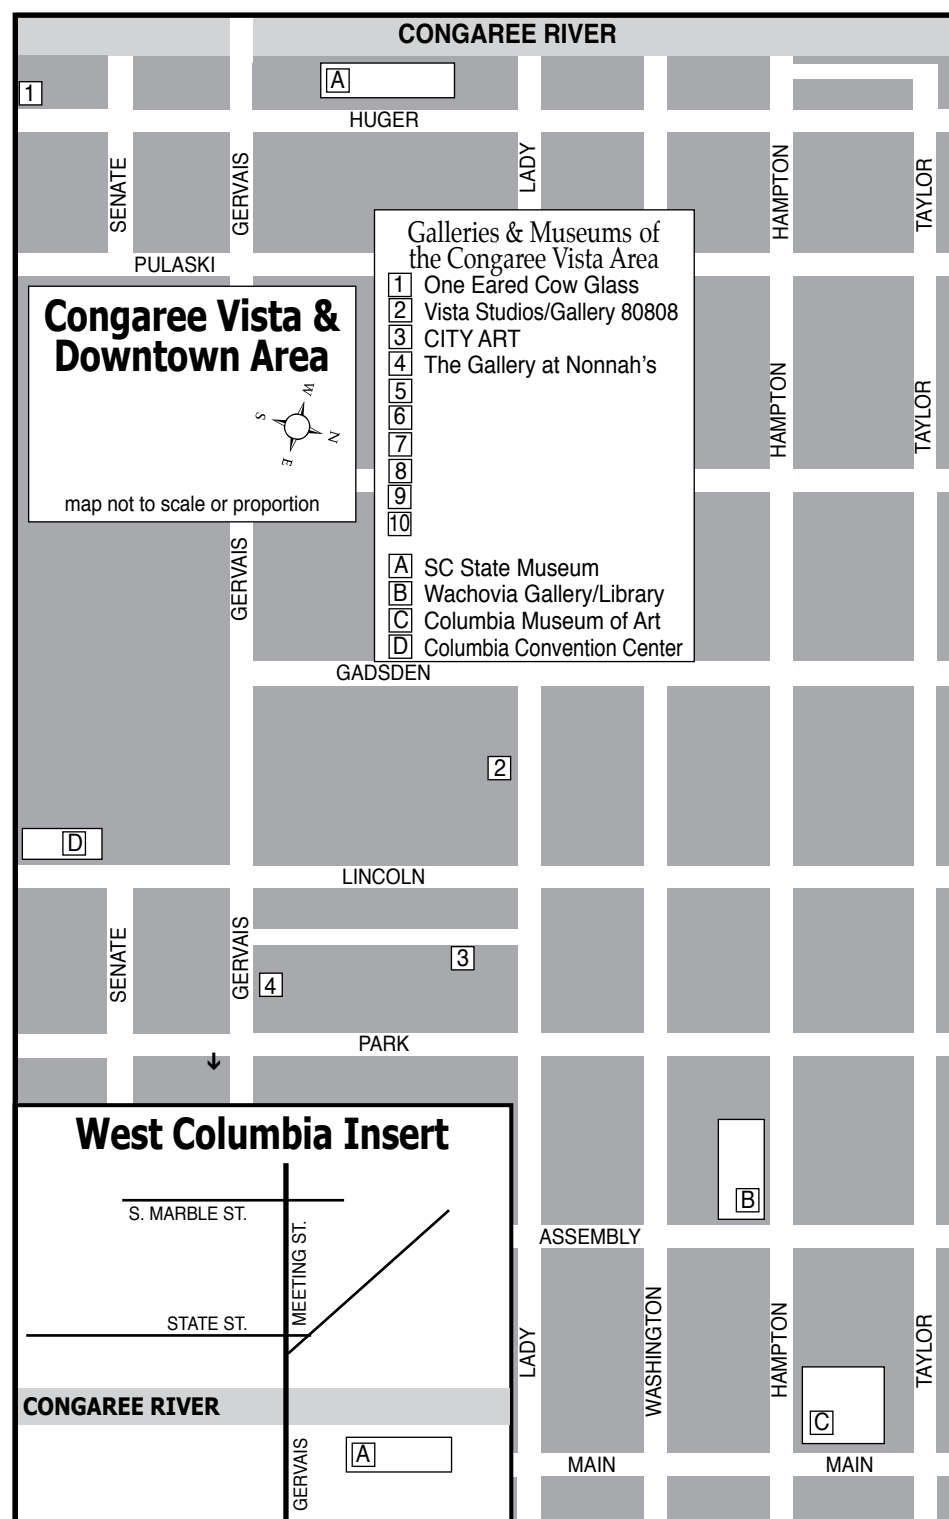 CONGAREE RIVER
1
A
HUGER
SENATE
GERVAIS
LADY
HAMPTON
TAYLOR
PULASKI
Galleries & Museums of
the Congaree Vista Area
1 One Eared Cow Glass
2 Vista Studios/Gallery 80808
3 CITY ART
4 The Gallery at Nonnah's
5
6
7
8
9
10
A SC State Museum
B Wachovia Gallery/Library
C Columbia Museum of Art
D Columbia Convention Center
Congaree Vista &
Downtown Area
W
S
N
E
map not to scale or proportion
HAMPTON
TAYLOR
GERVAIS
GADSDEN
2
D
LINCOLN
SENATE
GERVAIS
3
4
PARK
West Columbia Insert
S. MARBLE ST.
MEETING ST.
STATE ST.
CONGAREE RIVER
A
GERVAIS
B
ASSEMBLY
LADY
WASHINGTON
HAMPTON
TAYLOR
C
MAIN
MAIN